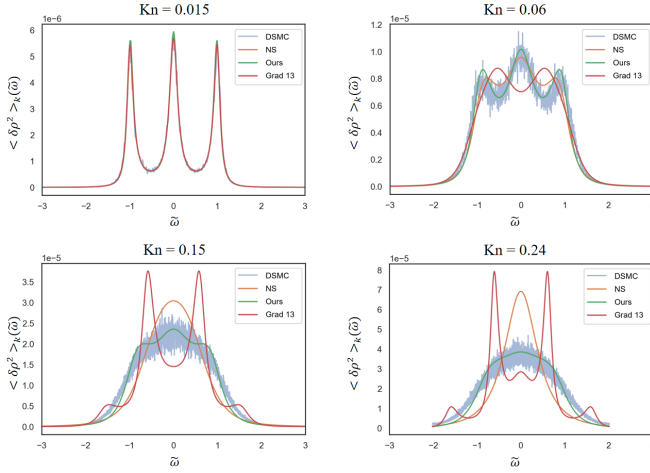 Kn = 0.015
1e−6
6
5
4
3
2
1
0
< δρ² >ₖ(ω̃)
−3 −2 −1 0 1 2 3
ω̃
DSMC
NS
Ours
Grad 13
Kn = 0.06
1e−5
1.2
1.0
0.8
0.6
0.4
0.2
0.0
< δρ² >ₖ(ω̃)
−3 −2 −1 0 1 2
ω̃
DSMC
NS
Ours
Grad 13
Kn = 0.15
1e−5
3.5
3.0
2.5
2.0
1.5
1.0
0.5
0.0
< δρ² >ₖ(ω̃)
−3 −2 −1 0 1 2 3
ω̃
DSMC
NS
Ours
Grad 13
Kn = 0.24
1e−5
8
7
6
5
4
3
2
1
0
< δρ² >ₖ(ω̃)
−3 −2 −1 0 1 2
ω̃
DSMC
NS
Ours
Grad 13